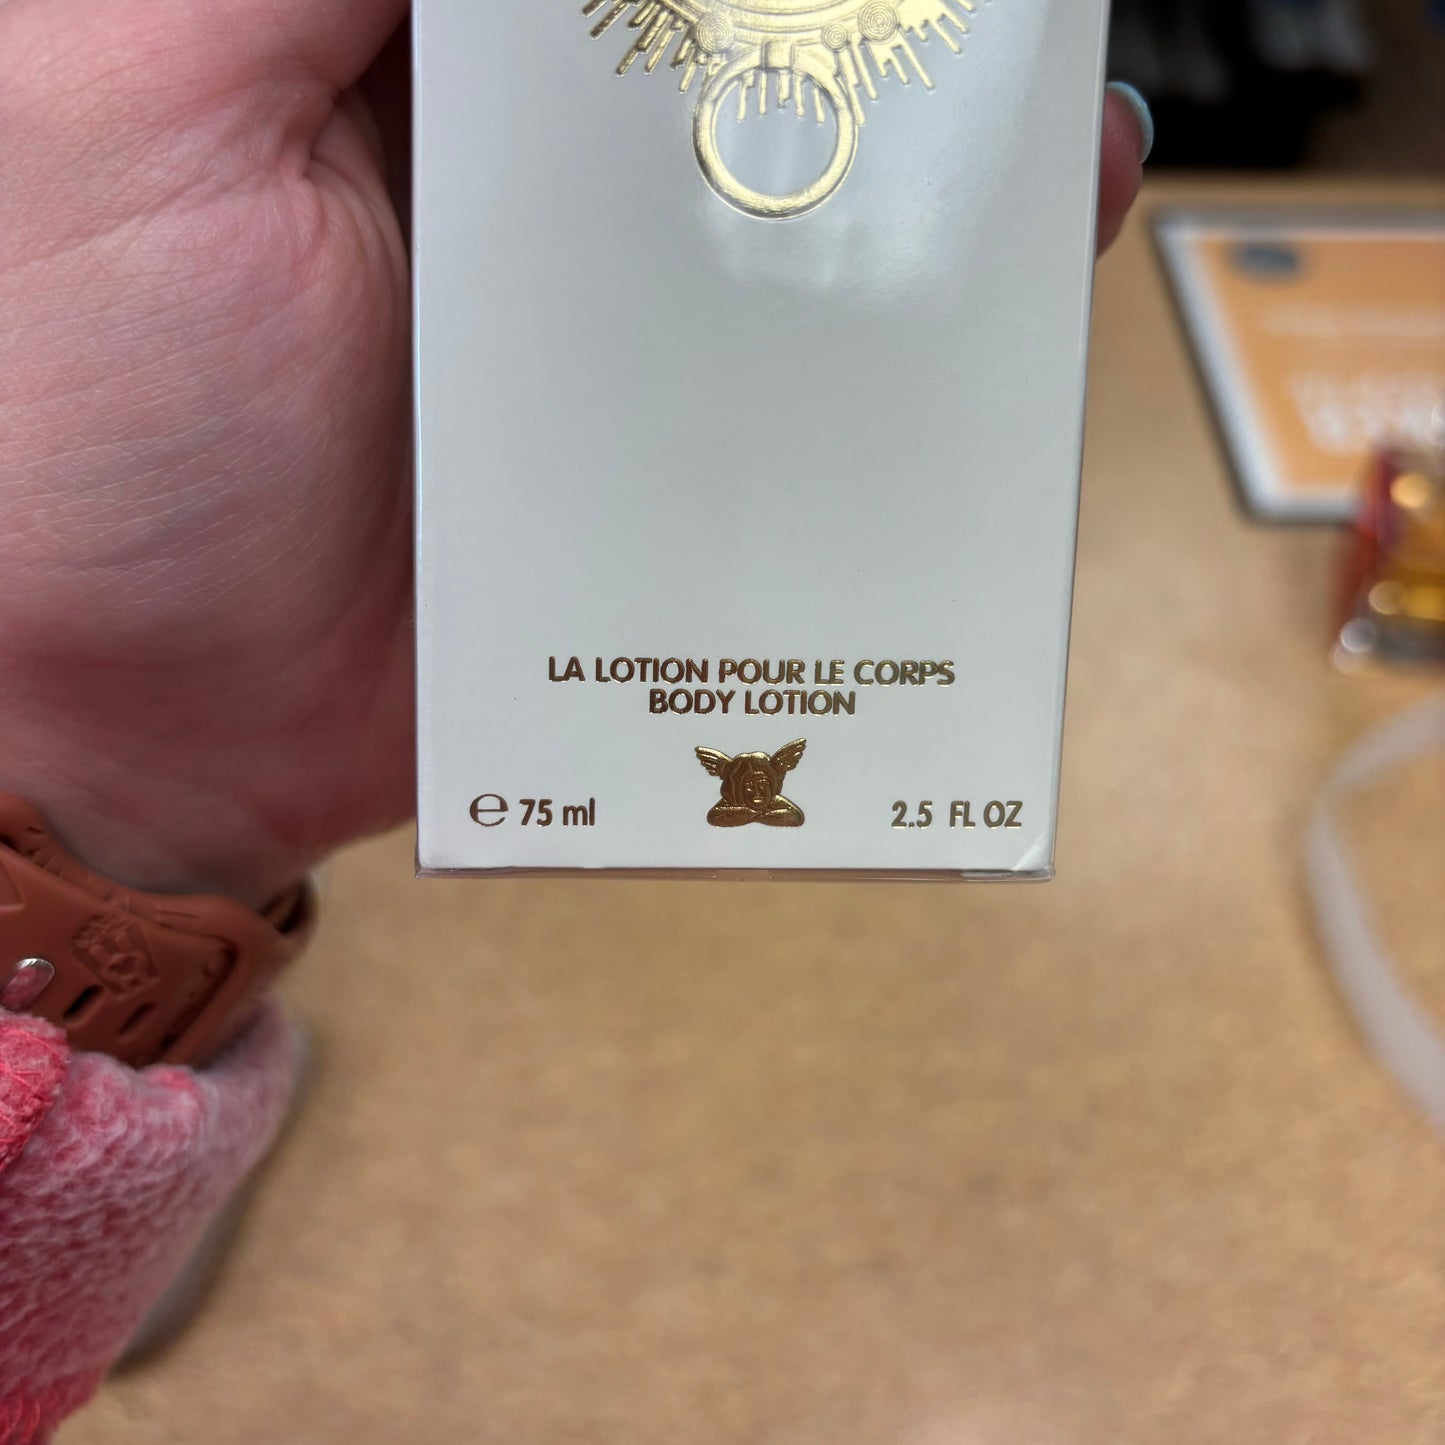 LA LOTION POUR LE CORPS
BODY LOTION
℮ 75 ml
2.5 FL OZ